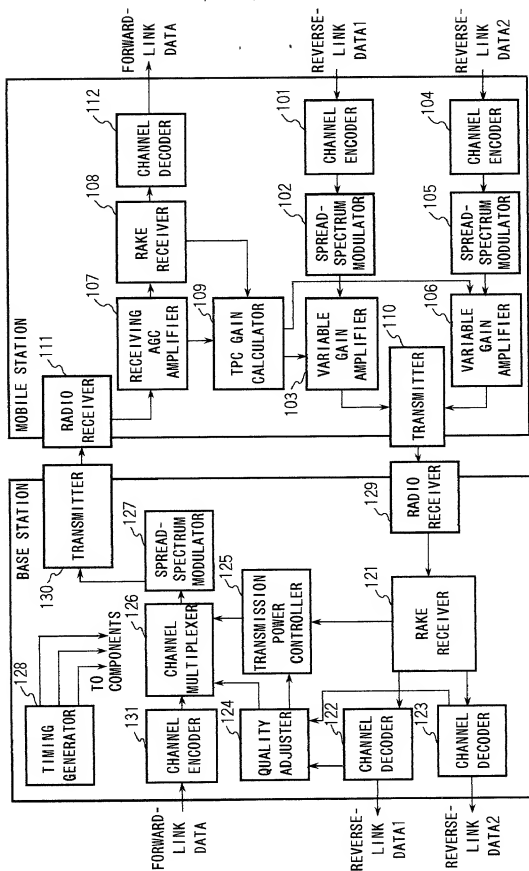 MOBILE STATION
111
RADIO
RECEIVER
107
RECEIVING
AGC
AMPLIFIER
108
RAKE
RECEIVER
112
CHANNEL
DECODER
FORWARD-
LINK
DATA
109
TPC GAIN
CALCULATOR
103
VARIABLE
GAIN
AMPLIFIER
102
SPREAD-
SPECTRUM
MODULATOR
101
CHANNEL
ENCODER
REVERSE-
LINK
DATA1
110
TRANSMITTER
106
VARIABLE
GAIN
AMPLIFIER
105
SPREAD-
SPECTRUM
MODULATOR
104
CHANNEL
ENCODER
REVERSE-
LINK
DATA2
BASE STATION
128
TIMING
GENERATOR
TO
COMPONENTS
130
TRANSMITTER
FORWARD-
LINK
DATA
131
CHANNEL
ENCODER
126
CHANNEL
MULTIPLEXER
127
SPREAD-
SPECTRUM
MODULATOR
124
QUALITY
ADJUSTER
125
TRANSMISSION
POWER
CONTROLLER
129
RADIO
RECEIVER
REVERSE-
LINK
DATA1
122
CHANNEL
DECODER
121
RAKE
RECEIVER
REVERSE-
LINK
DATA2
123
CHANNEL
DECODER